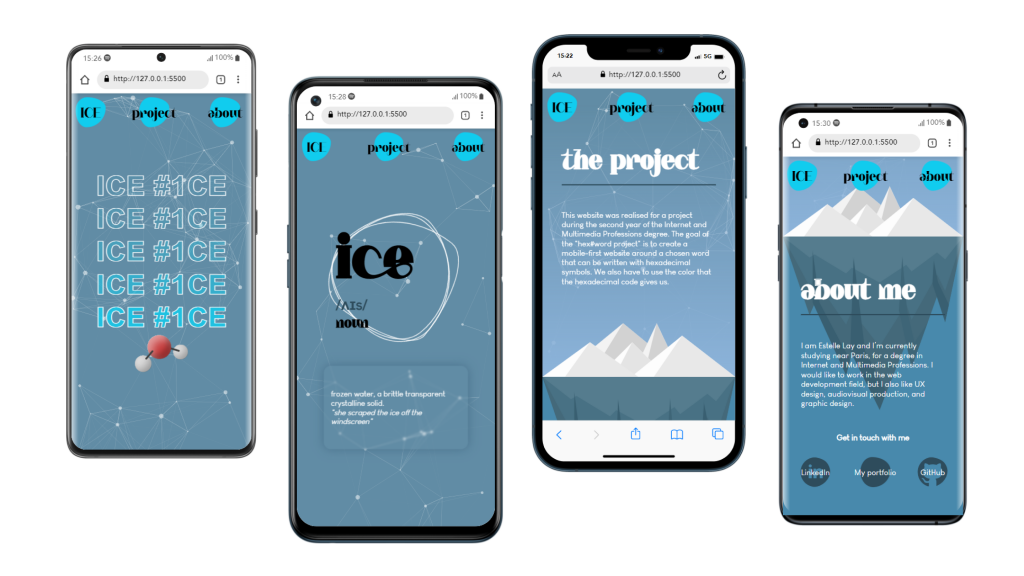 15:26 100%
http://127.0.0.1:5500 1
ICE project about
ICE #1CE
ICE #1CE
ICE #1CE
ICE #1CE
ICE #1CE
15:28 100%
http://127.0.0.1:5500 1
ICE project about
ice
/ʌɪs/
noun
frozen water, a brittle transparent
crystalline solid.
"she scraped the ice off the
windscreen"
15:22 5G
AA http://127.0.0.1:5500
ICE project about
the project
This website was realised for a project
during the second year of the Internet and
Multimedia Professions degree. The goal of
the "hex#word project" is to create a
mobile-first website around a chosen word
that can be written with hexadecimal
symbols. We also have to use the color that
the hexadecimal code gives us.
15:30 100%
http://127.0.0.1:5500 1
ICE project about
about me
I am Estelle Lay and I'm currently
studying near Paris, for a degree in
Internet and Multimedia Professions. I
would like to work in the web
development field, but I also like UX
design, audiovisual production, and
graphic design.
Get in touch with me
LinkedIn My portfolio GitHub